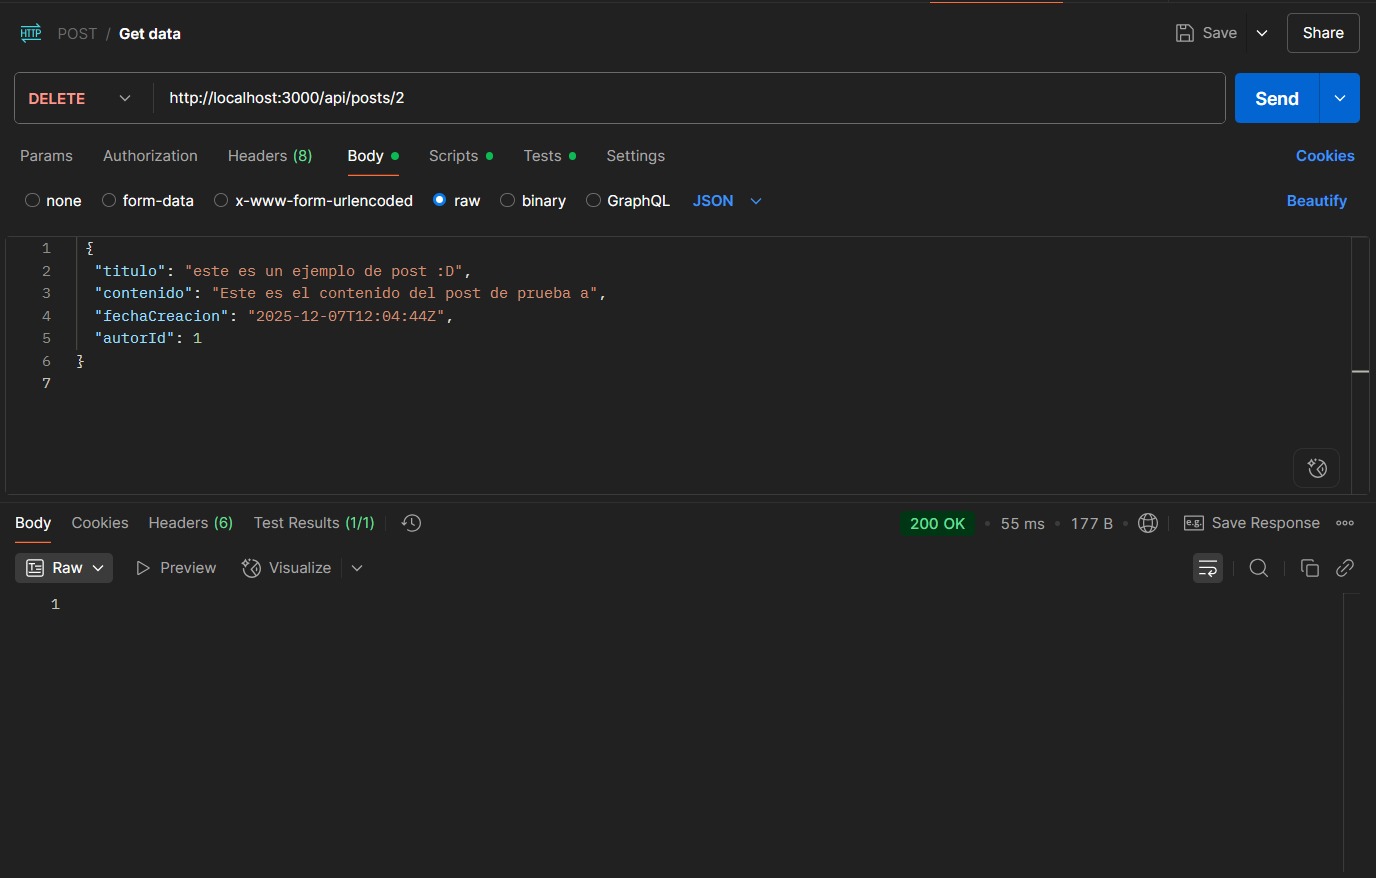 HTTP POST / Get data Save Share
DELETE http://localhost:3000/api/posts/2 Send
Params Authorization Headers (8) Body Scripts Tests Settings Cookies
none form-data x-www-form-urlencoded raw binary GraphQL JSON Beautify
1 {
2 "titulo": "este es un ejemplo de post :D",
3 "contenido": "Este es el contenido del post de prueba a",
4 "fechaCreacion": "2025-12-07T12:04:44Z",
5 "autorId": 1
6 }
7
Body Cookies Headers (6) Test Results (1/1) 200 OK • 55 ms • 177 B • e.g. Save Response
Raw Preview Visualize
1